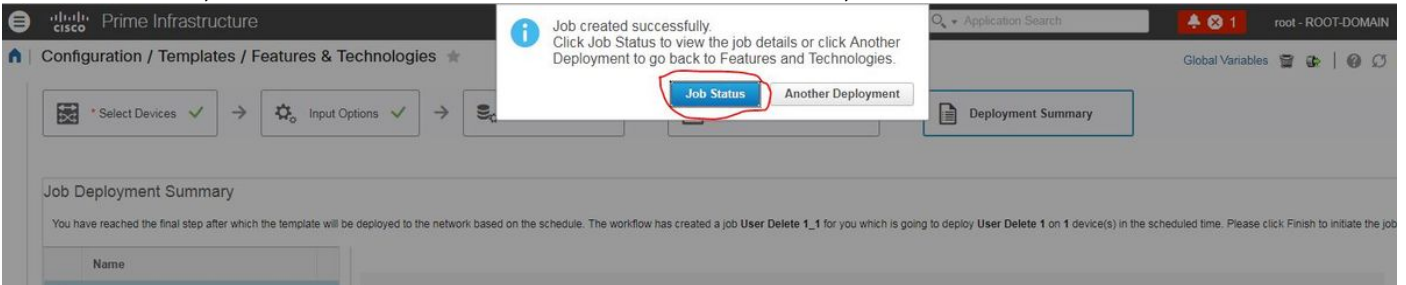 cisco Prime Infrastructure
Job created successfully.
Click Job Status to view the job details or click Another
Deployment to go back to Features and Technologies.
Job Status Another Deployment
Application Search
1
root - ROOT-DOMAIN
Configuration / Templates / Features & Technologies
Global Variables
* Select Devices
Input Options
Deployment Summary
Job Deployment Summary
You have reached the final step after which the template will be deployed to the network based on the schedule. The workflow has created a job User Delete 1_1 for you which is going to deploy User Delete 1 on 1 device(s) in the scheduled time. Please click Finish to initiate the job
Name